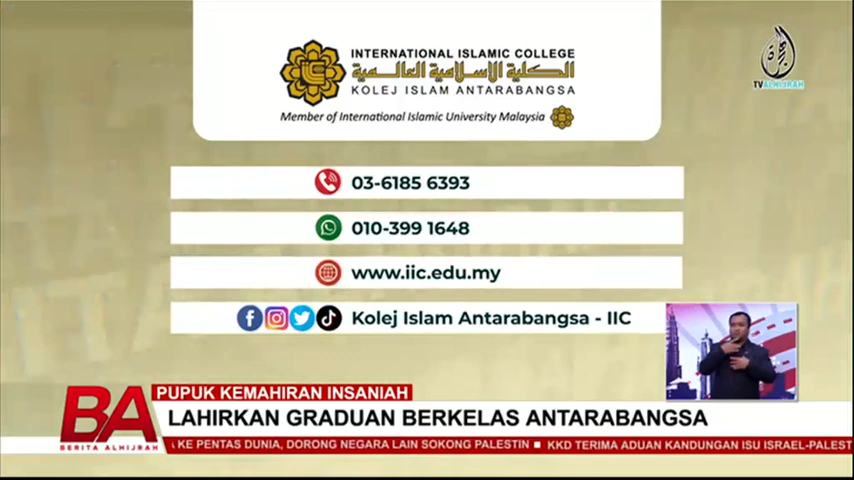 INTERNATIONAL ISLAMIC COLLEGE
الكلية الإسلامية العالمية
KOLEJ ISLAM ANTARABANGSA
Member of International Islamic University Malaysia
TV ALHIJRAH
03-6185 6393
010-399 1648
www.iic.edu.my
Kolej Islam Antarabangsa - IIC
PUPUK KEMAHIRAN INSANIAH
BA
BERITA ALHIJRAH
LAHIRKAN GRADUAN BERKELAS ANTARABANGSA
A KE PENTAS DUNIA, DORONG NEGARA LAIN SOKONG PALESTIN ■ KKD TERIMA ADUAN KANDUNGAN ISU ISRAEL-PALEST